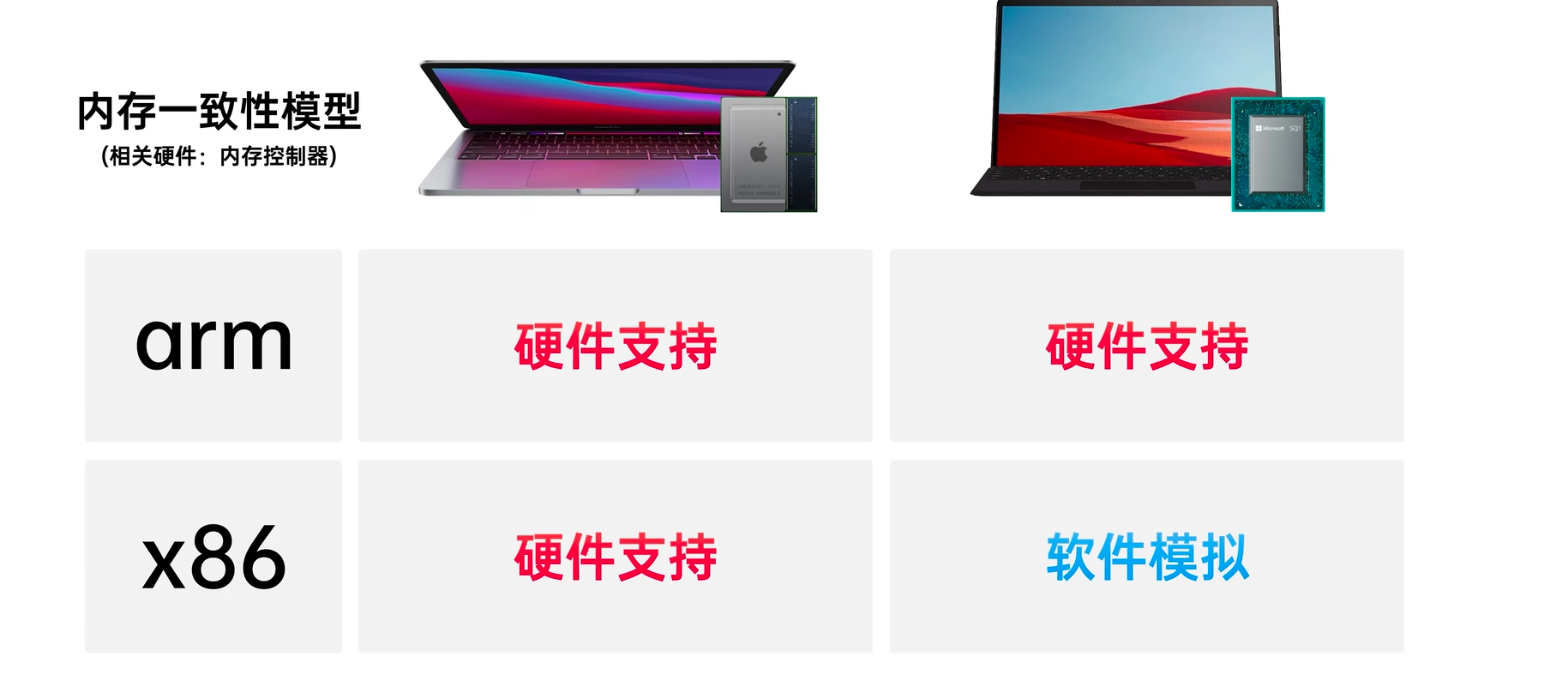 内存一致性模型
(相关硬件：内存控制器)
Microsoft SQ1
arm
硬件支持
硬件支持
x86
硬件支持
软件模拟